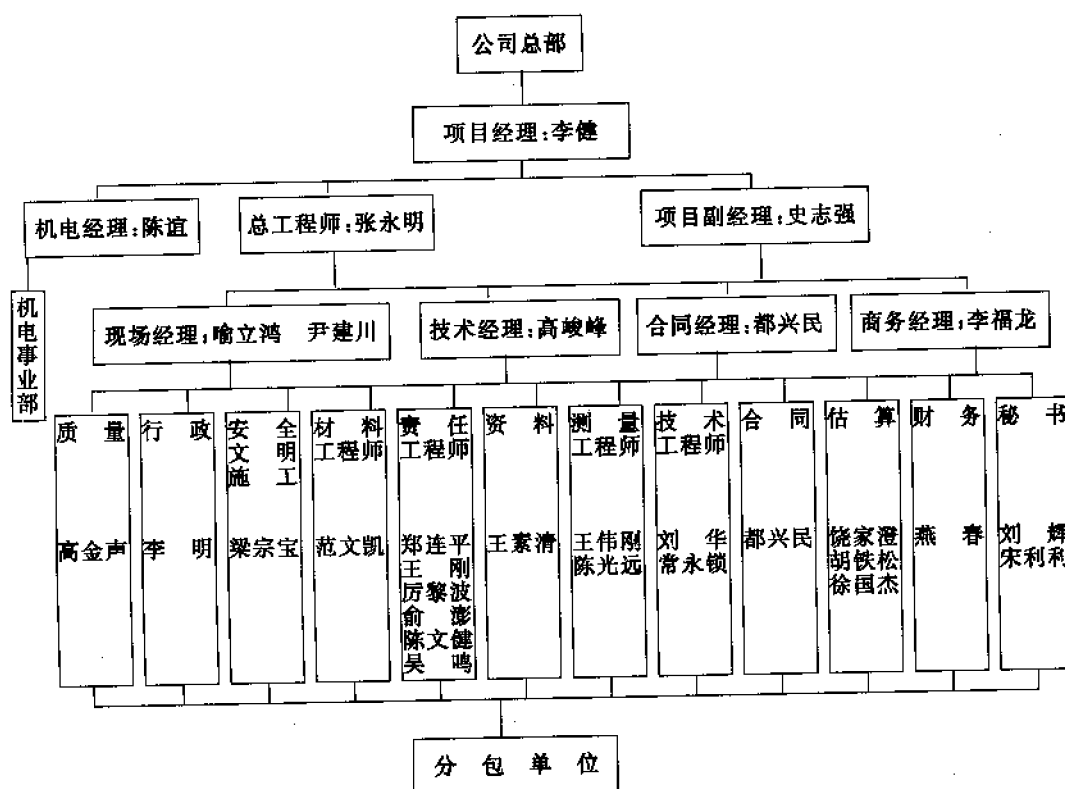 公司总部
项目经理:李健
机电经理:陈谊
总工程师:张永明
项目副经理:史志强
机电事业部
现场经理:喻立鸿 尹建川
技术经理:高峻峰
合同经理:都兴民
商务经理:李福龙
质量
高金声
行政
李明
安全
文明
施工
梁宗宝
材料
工程师
范文凯
责任
工程师
郑连平
王刚
厉黎波
俞澎
陈文健
吴鸣
资料
王素清
测量
工程师
王伟刚
陈光远
技术
工程师
刘华
常永锁
合同
都兴民
估算
饶家澄
胡铁松
徐国杰
财务
燕春
秘书
刘辉
宋利利
分包单位